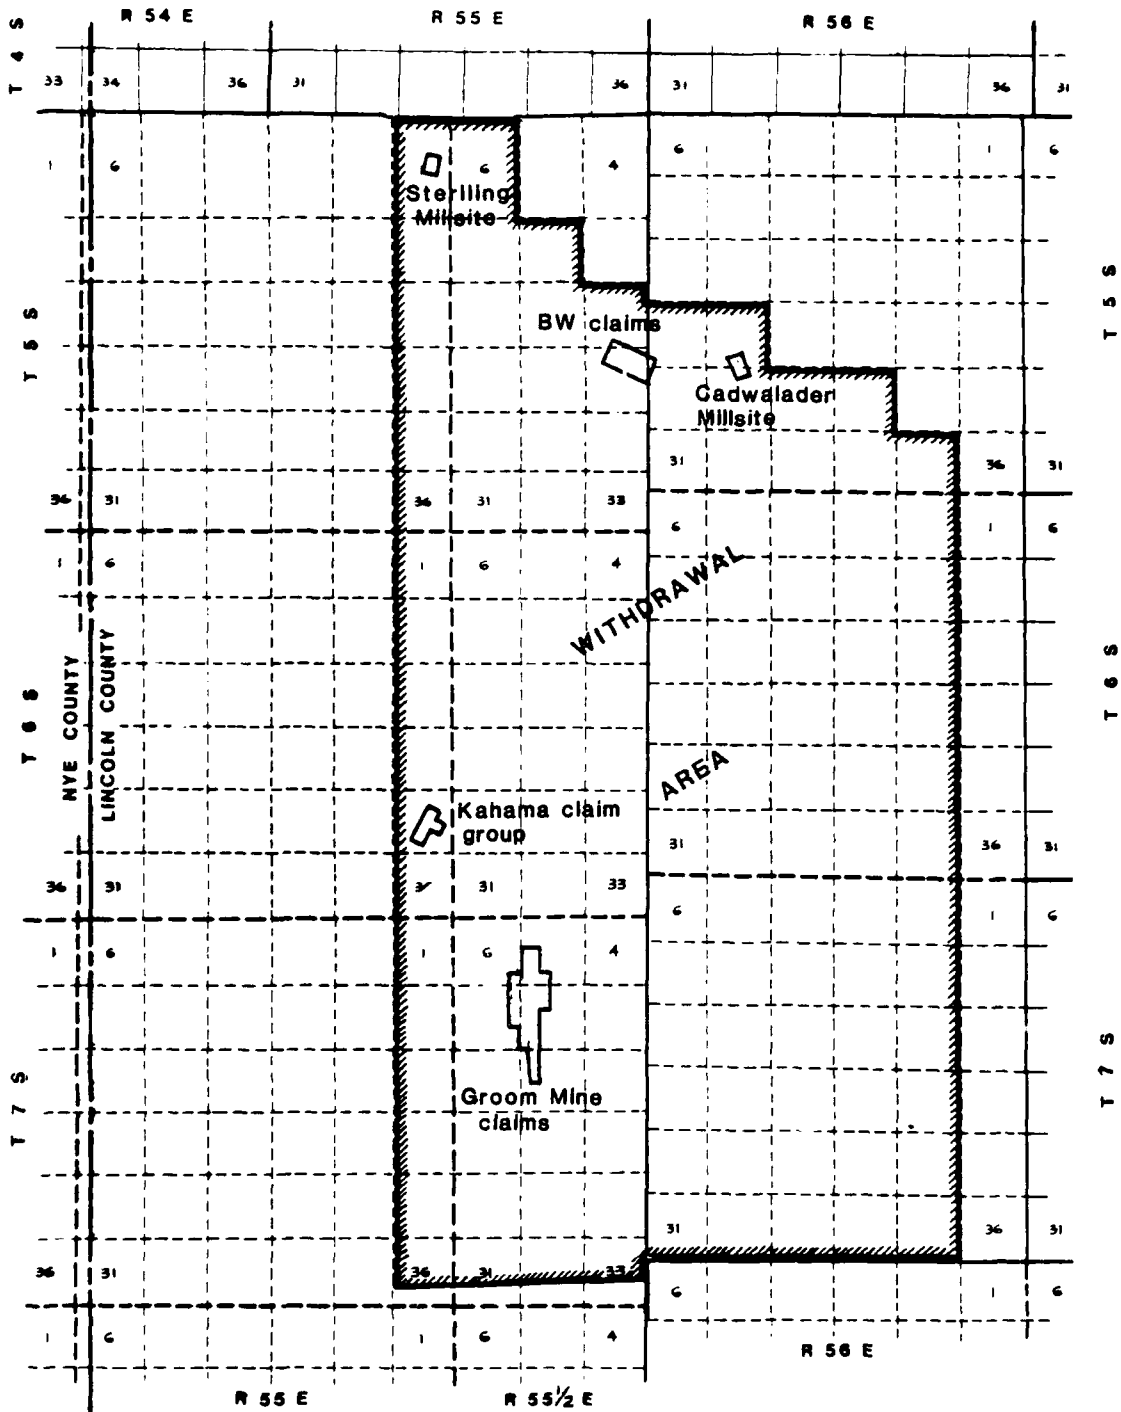 R 54 E
R 55 E
R 56 E
T 4 S
33 34 36 31 36 31 36 31
1 6 6 4 6 1 6
Sterlling
Millsite
T 5 S
T 5 S
BW claims
Cadwalader
Millsite
31 36 31
36 31 36 31 33
6 1 6
1 6 1 6 4
WITHDRAWAL
T 6 S
T 6 S
NYE COUNTY
LINCOLN COUNTY
AREA
Kahama claim
group
31 36 31
36 31 31 33
6 1 6
1 6 1 6 4
Groom Mine
claims
T 7 S
T 7 S
31 36 31
36 31 36 31 33
6 1 6
1 6 1 6 4
R 56 E
R 55 E
R 55 1/2 E